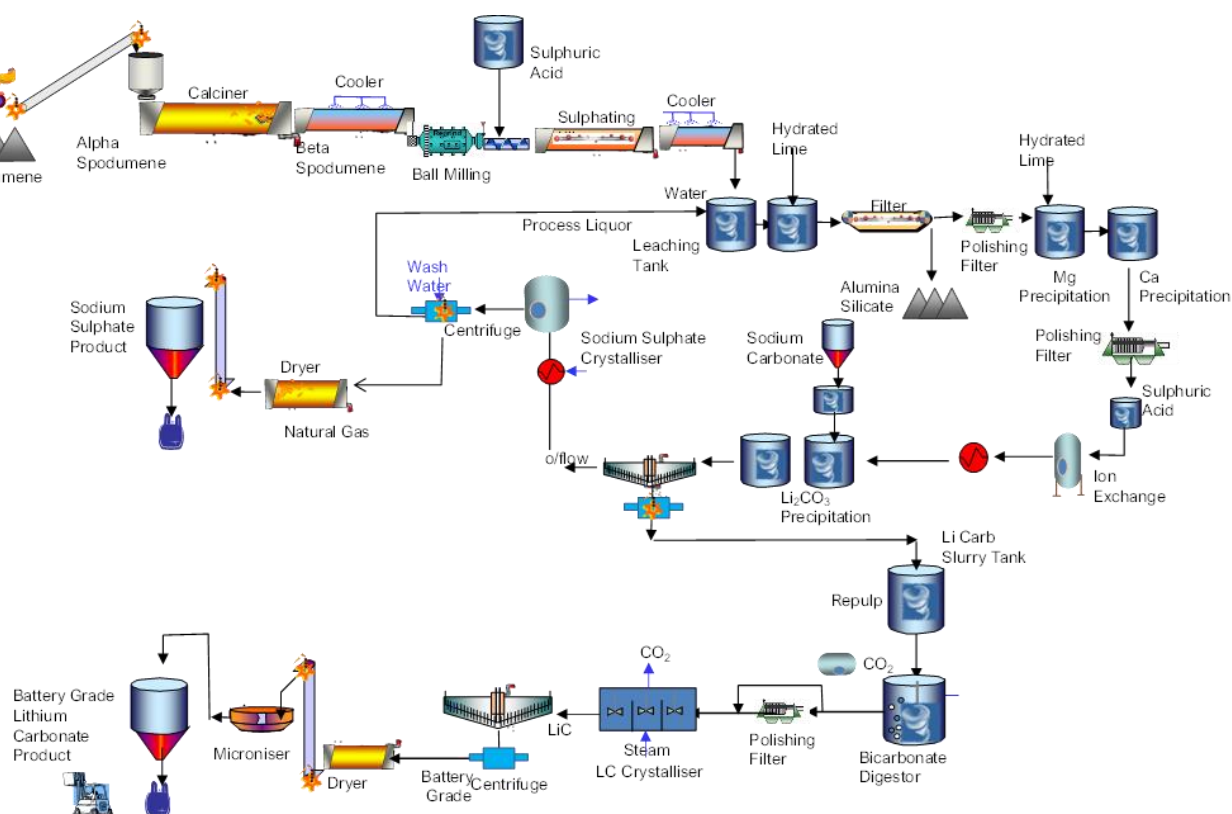 Sulphuric
Acid
Cooler
Calciner
Cooler
Sulphating
Alpha
Spodumene
Beta
Spodumene
Ball Milling
Hydrated
Lime
Hydrated
Lime
mene
Water
Process Liquor
Leaching
Tank
Filter
Polishing
Filter
Mg
Precipitation
Ca
Precipitation
Alumina
Silicate
Wash
Water
Centrifuge
Sodium Sulphate
Crystalliser
Sodium
Carbonate
Polishing
Filter
Sodium
Sulphate
Product
Dryer
Natural Gas
Sulphuric
Acid
o/flow
Li2CO3
Precipitation
Ion
Exchange
Li Carb
Slurry Tank
Repulp
CO2
CO2
Battery Grade
Lithium
Carbonate
Product
Microniser
Dryer
Battery
Grade
Centrifuge
LiC
Steam
LC Crystalliser
Polishing
Filter
Bicarbonate
Digestor